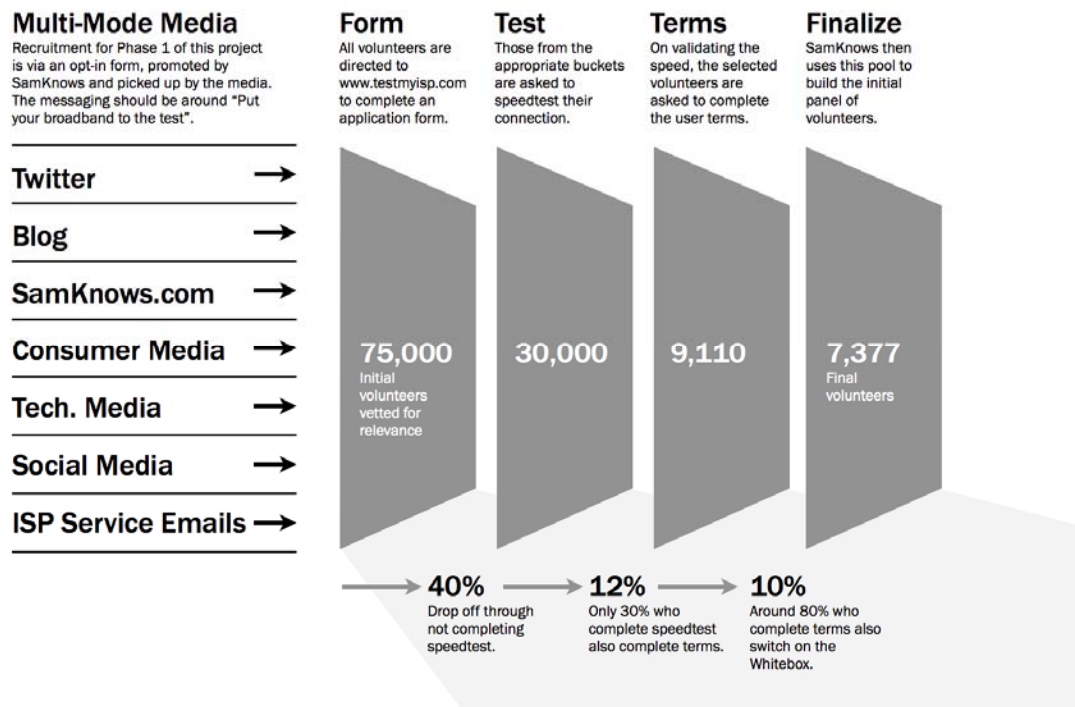 Multi-Mode Media
Recruitment for Phase 1 of this project
is via an opt-in form, promoted by
SamKnows and picked up by the media.
The messaging should be around “Put
your broadband to the test”.
Twitter
Blog
SamKnows.com
Consumer Media
Tech. Media
Social Media
ISP Service Emails
Form
All volunteers are
directed to
www.testmyisp.com
to complete an
application form.
Test
Those from the
appropriate buckets
are asked to
speedtest their
connection.
Terms
On validating the
speed, the selected
volunteers are
asked to complete
the user terms.
Finalize
SamKnows then
uses this pool to
build the initial
panel of
volunteers.
75,000
Initial
volunteers
vetted for
relevance
30,000
9,110
7,377
Final
volunteers
40%
Drop off through
not completing
speedtest.
12%
Only 30% who
complete speedtest
also complete terms.
10%
Around 80% who
complete terms also
switch on the
Whitebox.